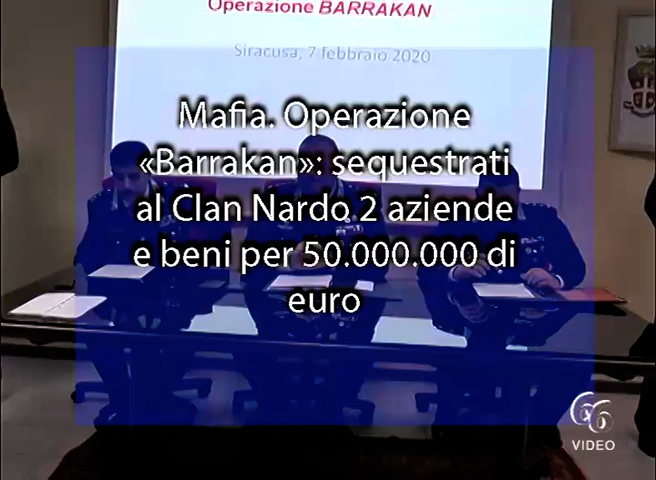 Operazione BARRAKAN
Siracusa, 7 febbraio 2020
Mafia. Operazione
«Barrakan»: sequestrati
al Clan Nardo 2 aziende
e beni per 50.000.000 di
euro
66
VIDEO